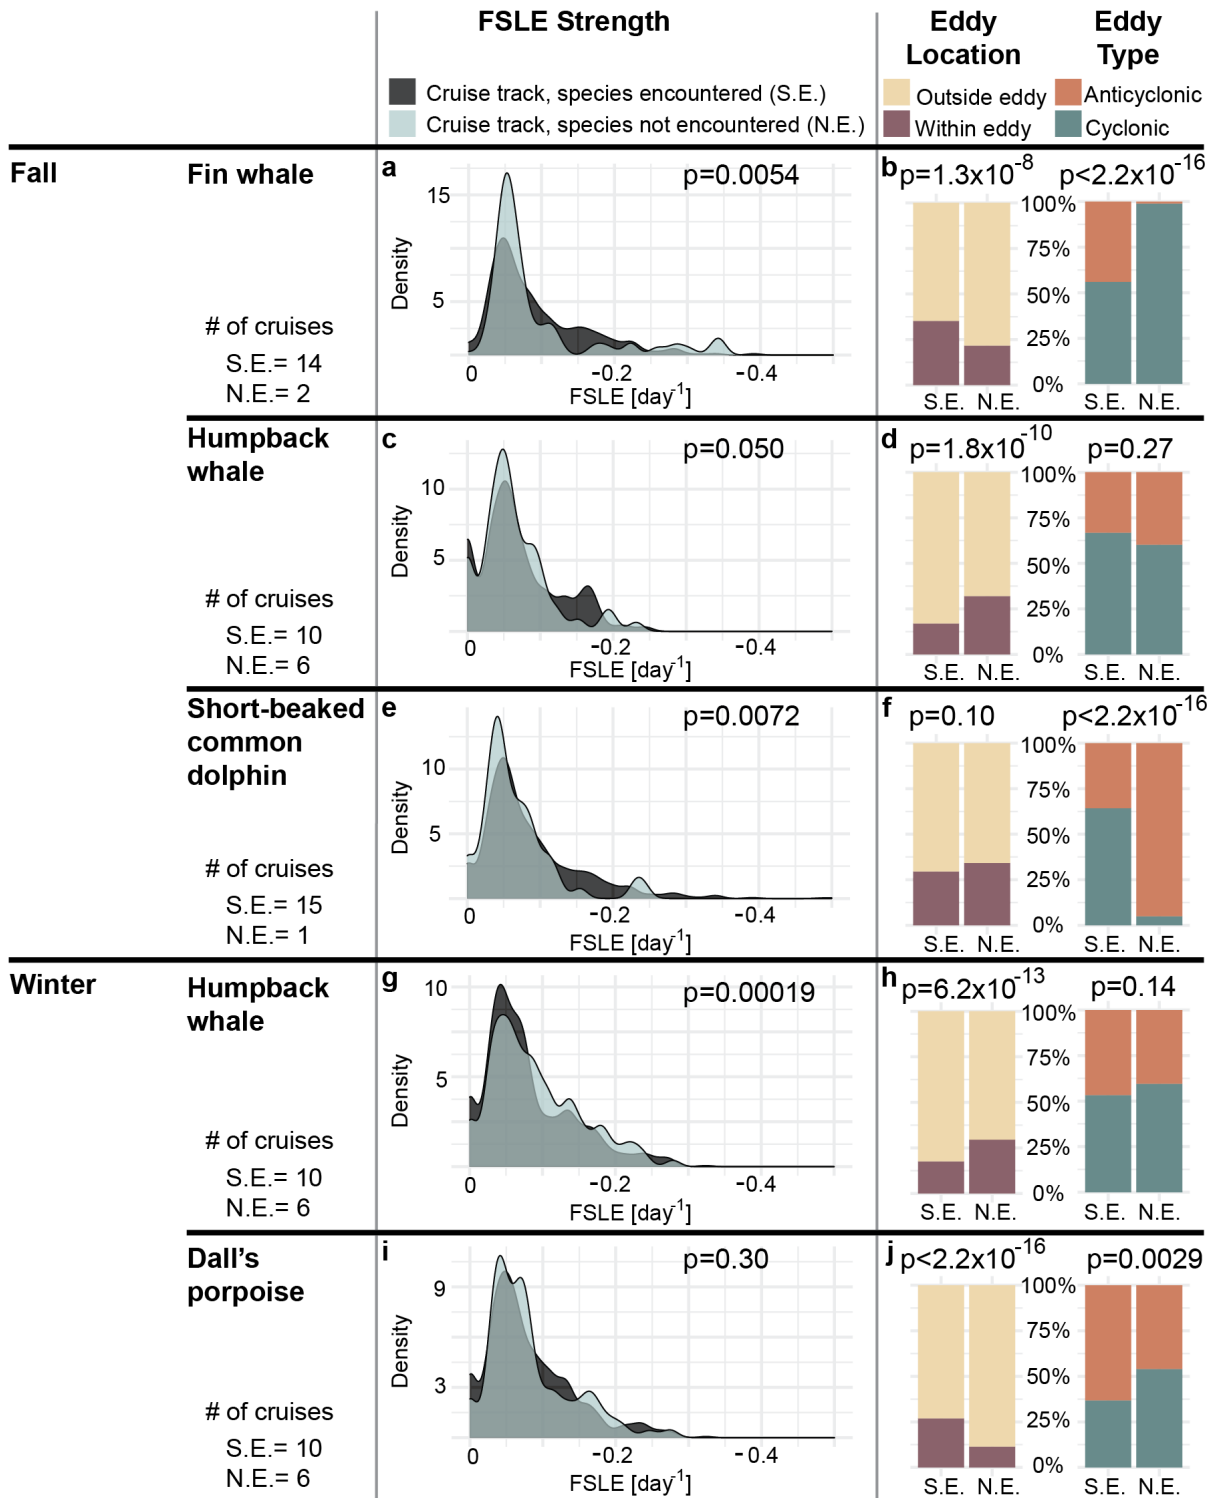 FSLE Strength
Eddy Location
Eddy Type
Cruise track, species encountered (S.E.)
Cruise track, species not encountered (N.E.)
Outside eddy
Within eddy
Anticyclonic
Cyclonic
Fall
Fin whale
# of cruises
S.E.= 14
N.E.= 2
a
p=0.0054
Density
15
5
0
-0.2
-0.4
FSLE [day⁻¹]
b
p=1.3x10⁻⁸
p<2.2x10⁻¹⁶
100%
75%
50%
25%
0%
S.E. N.E.
S.E. N.E.
Humpback
whale
# of cruises
S.E.= 10
N.E.= 6
c
p=0.050
Density
10
5
0
-0.2
-0.4
FSLE [day⁻¹]
d
p=1.8x10⁻¹⁰
p=0.27
100%
75%
50%
25%
0%
S.E. N.E.
S.E. N.E.
Short-beaked
common
dolphin
# of cruises
S.E.= 15
N.E.= 1
e
p=0.0072
Density
10
5
0
-0.2
-0.4
FSLE [day⁻¹]
f
p=0.10
p<2.2x10⁻¹⁶
100%
75%
50%
25%
0%
S.E. N.E.
S.E. N.E.
Winter
Humpback
whale
# of cruises
S.E.= 10
N.E.= 6
g
p=0.00019
Density
10
5
0
-0.2
-0.4
FSLE [day⁻¹]
h
p=6.2x10⁻¹³
p=0.14
100%
75%
50%
25%
0%
S.E. N.E.
S.E. N.E.
Dall’s
porpoise
# of cruises
S.E.= 10
N.E.= 6
i
p=0.30
Density
9
3
0
-0.2
-0.4
FSLE [day⁻¹]
j
p<2.2x10⁻¹⁶
p=0.0029
100%
75%
50%
25%
0%
S.E. N.E.
S.E. N.E.